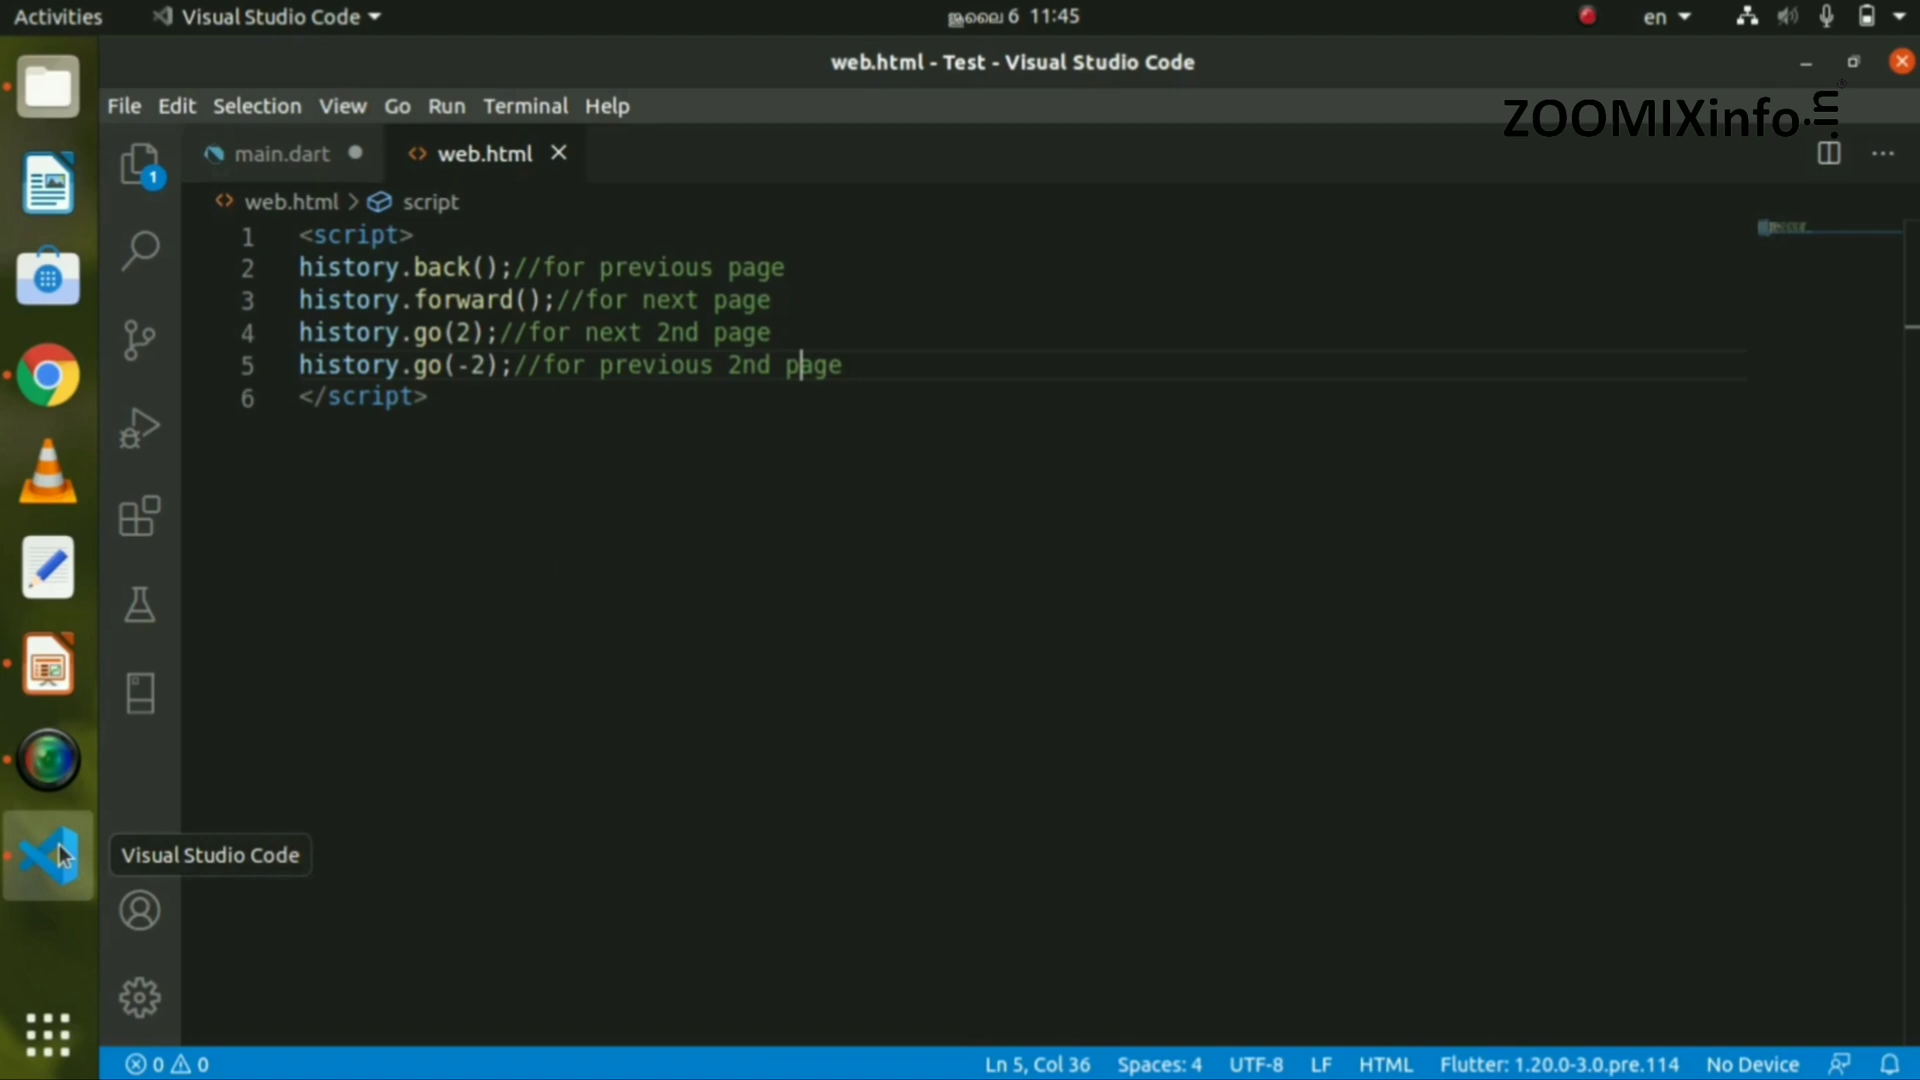 Activities
Visual Studio Code
ജൂലൈ 6 11:45
en
web.html - Test - Visual Studio Code
File Edit Selection View Go Run Terminal Help
ZOOMIXinfo.in
main.dart
web.html
1
web.html > script
1 <script>
2 history.back();//for previous page
3 history.forward();//for next page
4 history.go(2);//for next 2nd page
5 history.go(-2);//for previous 2nd page
6 </script>
Visual Studio Code
0 0
Ln 5, Col 36 Spaces: 4 UTF-8 LF HTML Flutter: 1.20.0-3.0.pre.114 No Device